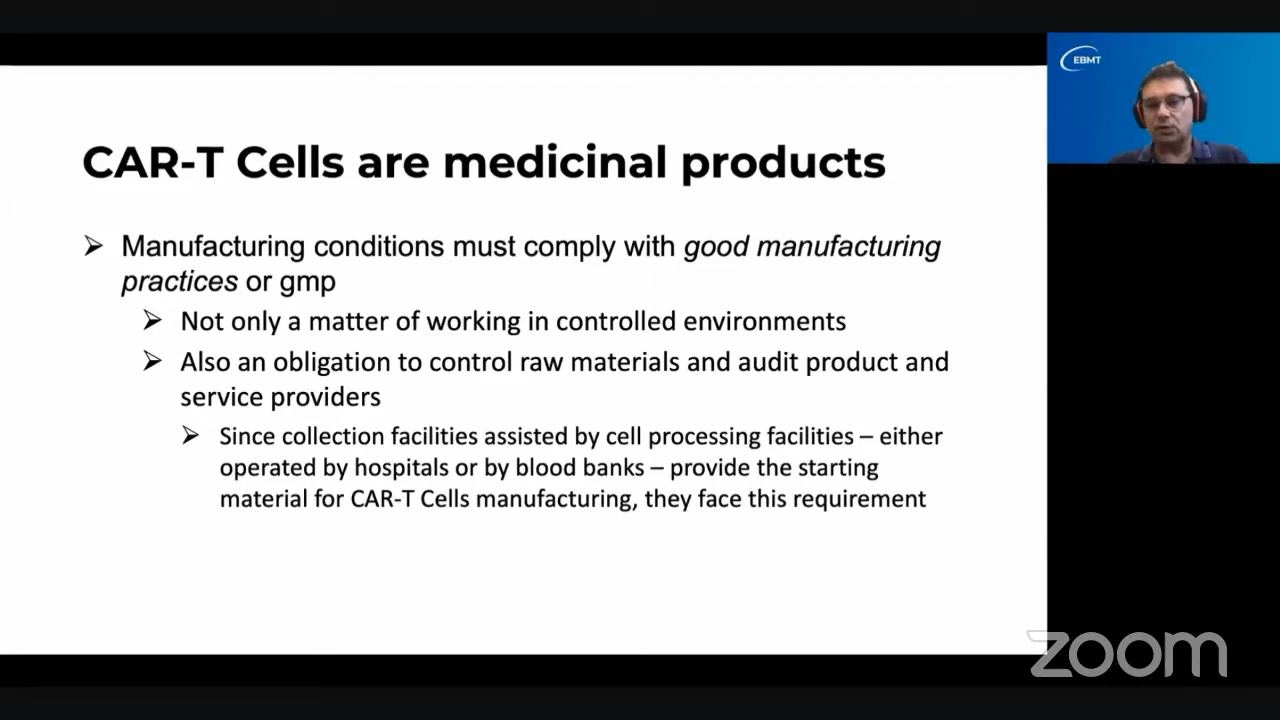 CAR-T Cells are medicinal products
➢ Manufacturing conditions must comply with good manufacturing
practices or gmp
➢ Not only a matter of working in controlled environments
➢ Also an obligation to control raw materials and audit product and
service providers
➢ Since collection facilities assisted by cell processing facilities – either
operated by hospitals or by blood banks – provide the starting
material for CAR-T Cells manufacturing, they face this requirement
EBMT
zoom